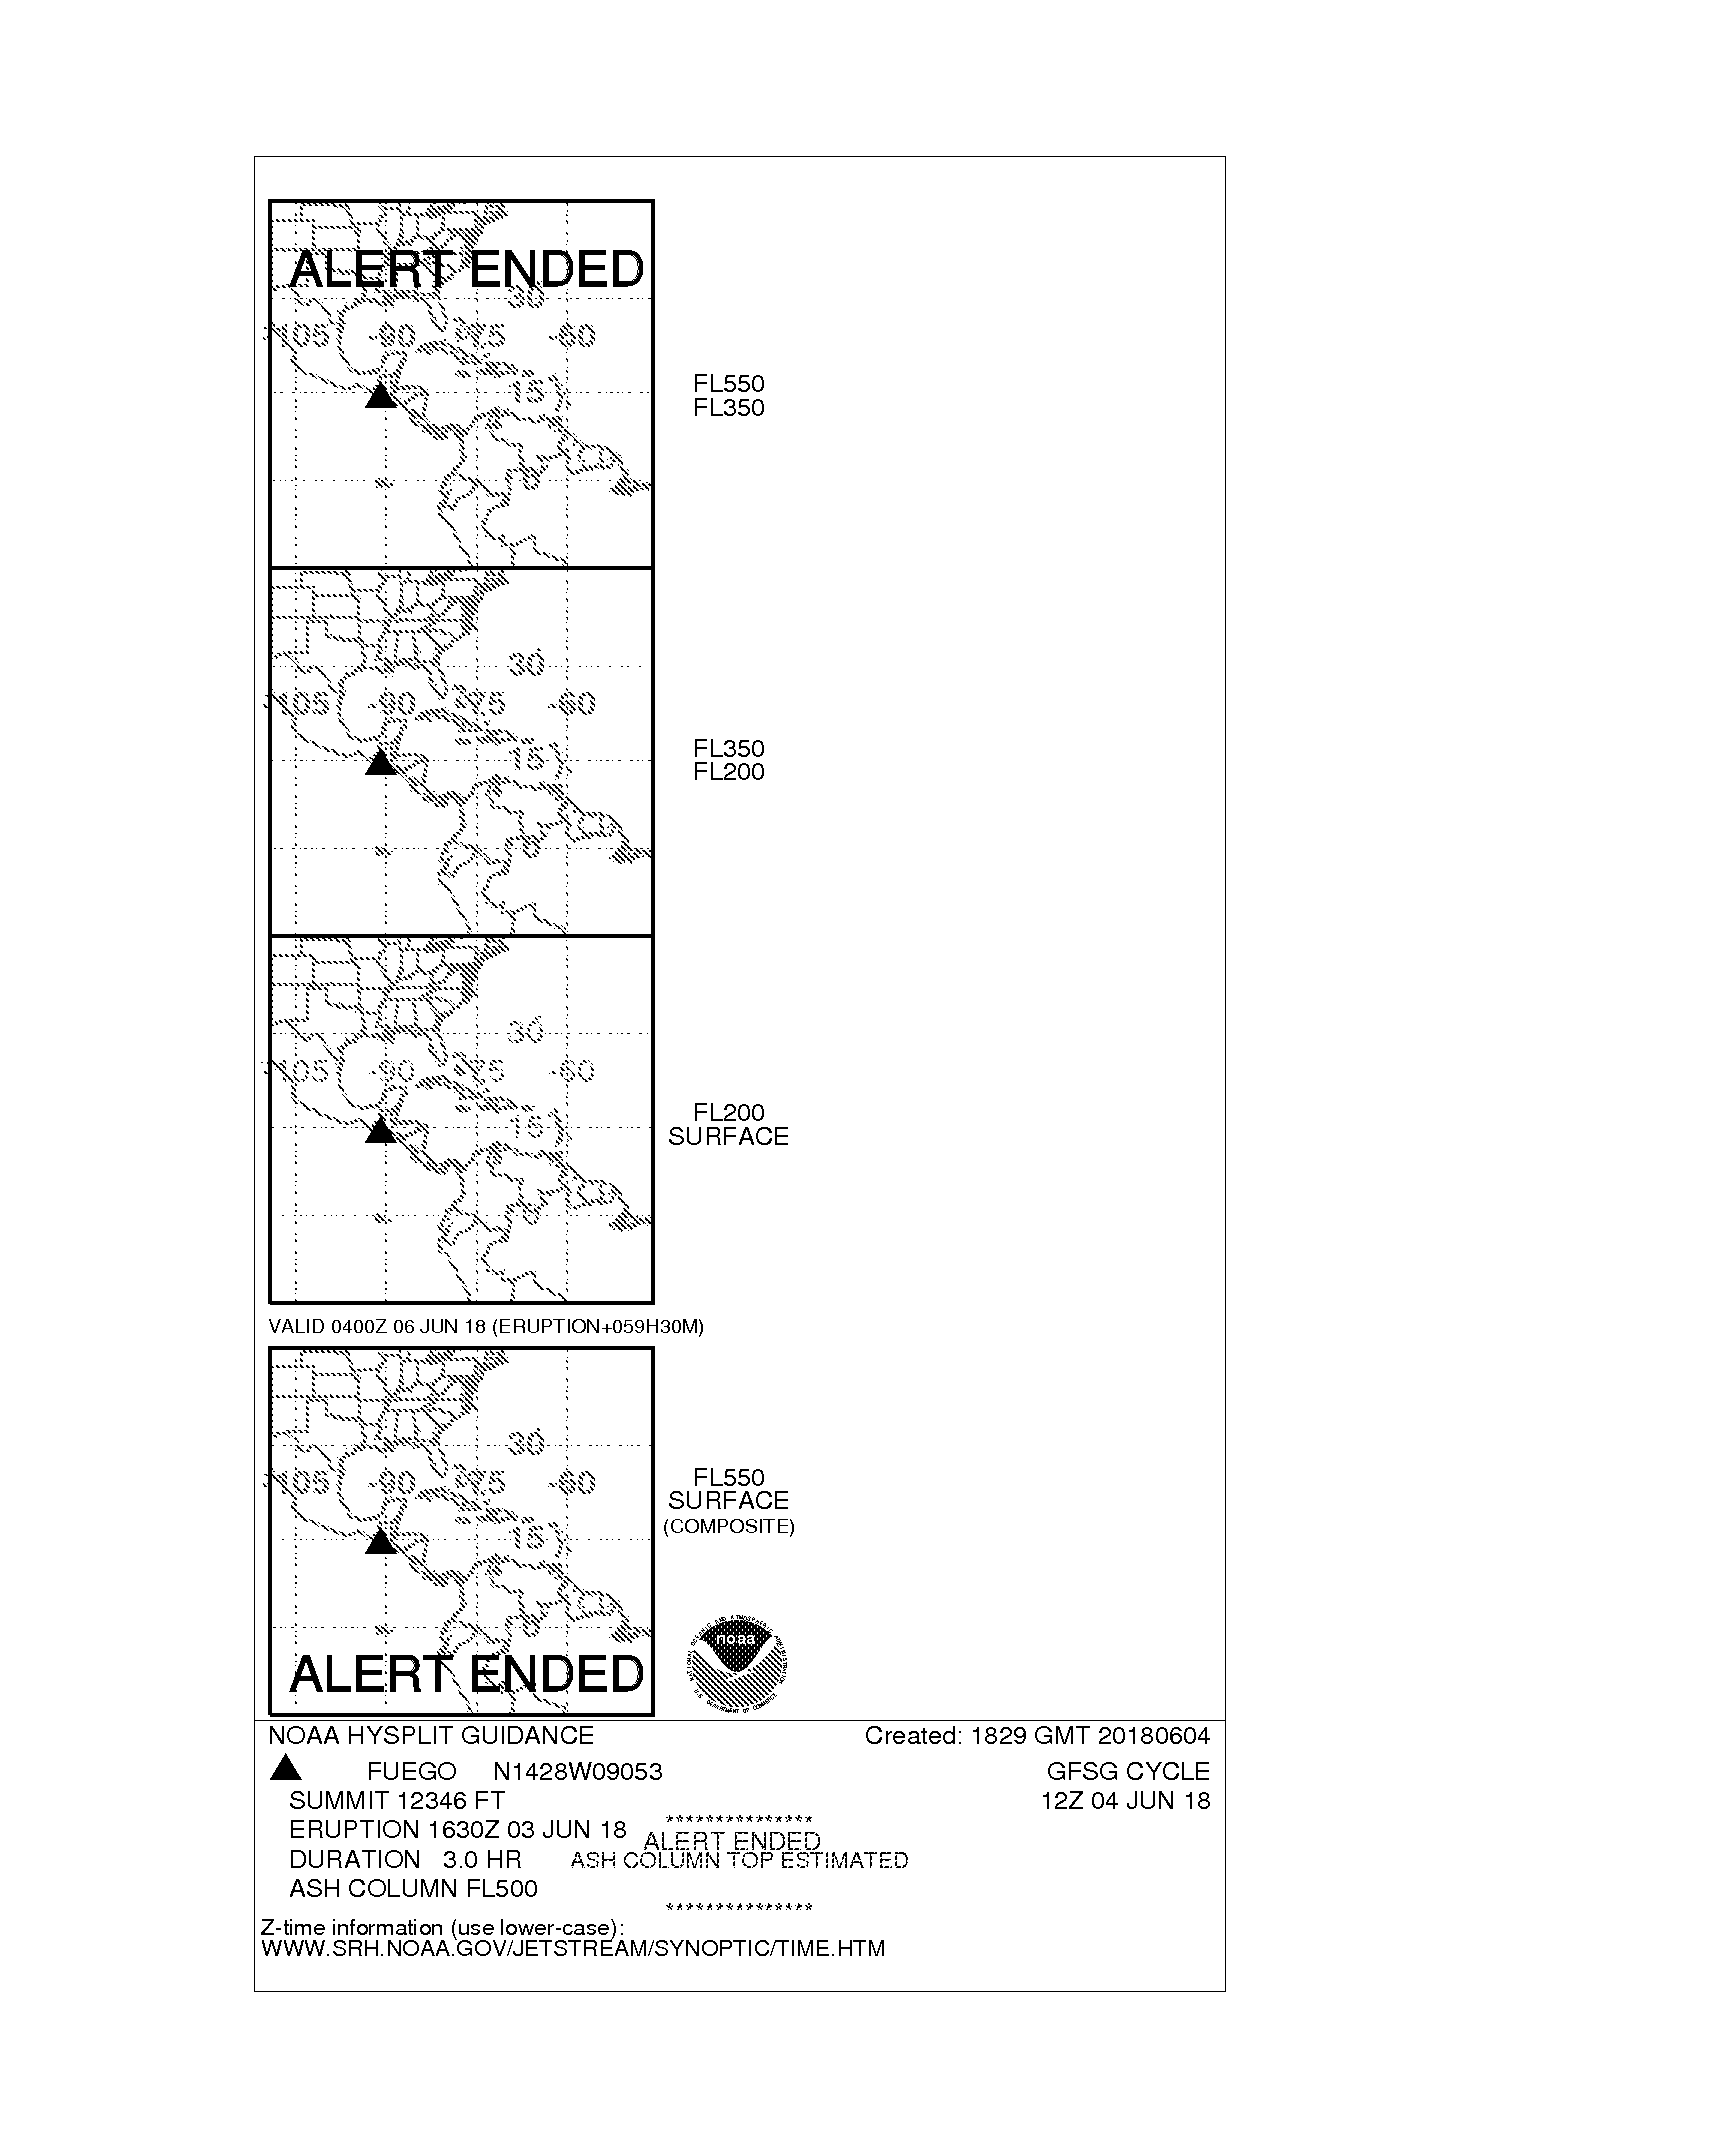 ALERT ENDED
30
-105 -90 -75 -60
FL550
FL350
15
0
30
-105 -90 -75 -60
FL350
FL200
15
0
30
-105 -90 -75 -60
FL200
SURFACE
15
0
VALID 0400Z 06 JUN 18 (ERUPTION+059H30M)
30
-105 -90 -75 -60
FL550
SURFACE
(COMPOSITE)
15
0
noaa
ALERT ENDED
NOAA HYSPLIT GUIDANCE Created: 1829 GMT 20180604
FUEGO N1428W09053 GFSG CYCLE
SUMMIT 12346 FT 12Z 04 JUN 18
***************
ERUPTION 1630Z 03 JUN 18
ALERT ENDED
DURATION 3.0 HR ASH COLUMN TOP ESTIMATED
ASH COLUMN FL500
***************
Z-time information (use lower-case):
WWW.SRH.NOAA.GOV/JETSTREAM/SYNOPTIC/TIME.HTM